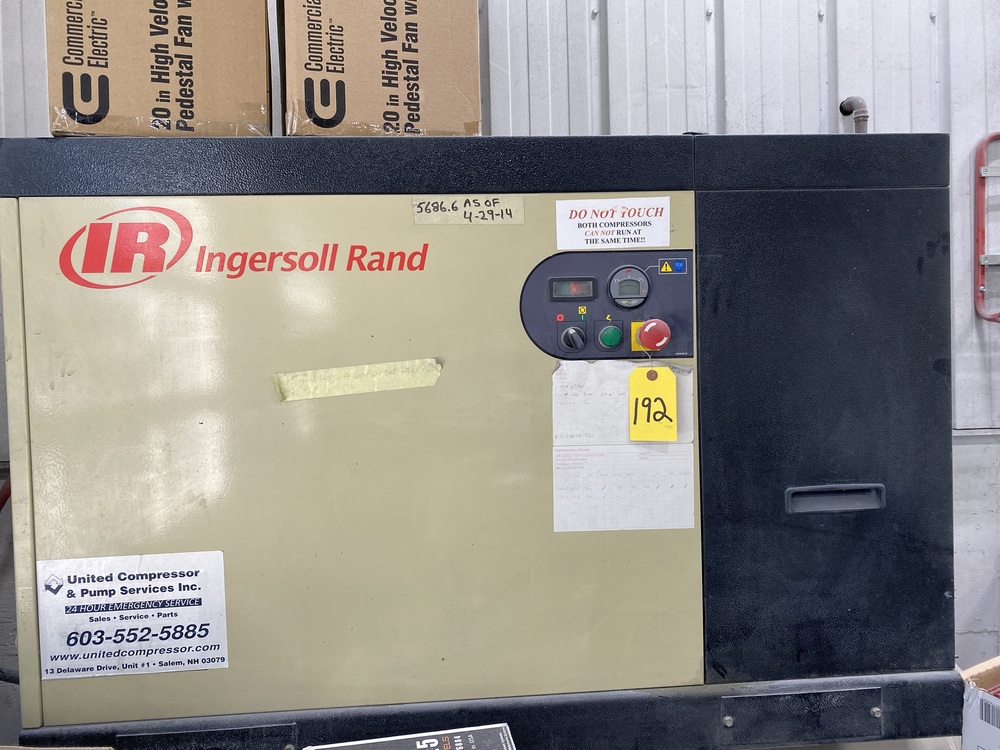 Commercial
Electric™
20 in High Veloc
Pedestal Fan w
Commercia
Electric™
20 in High Veloc
Pedestal Fan w
5686.6 AS OF
4-29-14
DO NOT TOUCH
BOTH COMPRESSORS
CAN NOT RUN AT
THE SAME TIME!!
IR Ingersoll Rand
192
United Compressor
& Pump Services Inc.
24 HOUR EMERGENCY SERVICE
Sales • Service • Parts
603-552-5885
www.unitedcompressor.com
13 Delaware Drive, Unit #1 • Salem, NH 03079